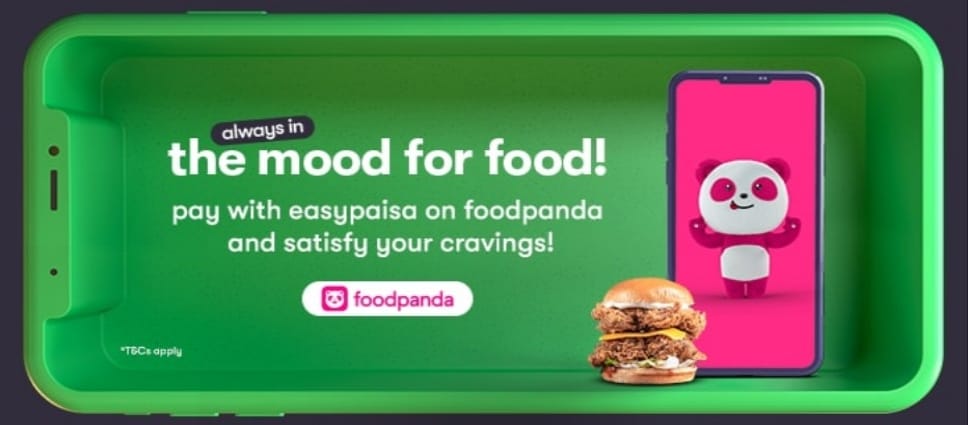 always in
the mood for food!
pay with easypaisa on foodpanda
and satisfy your cravings!
foodpanda
*T&Cs apply